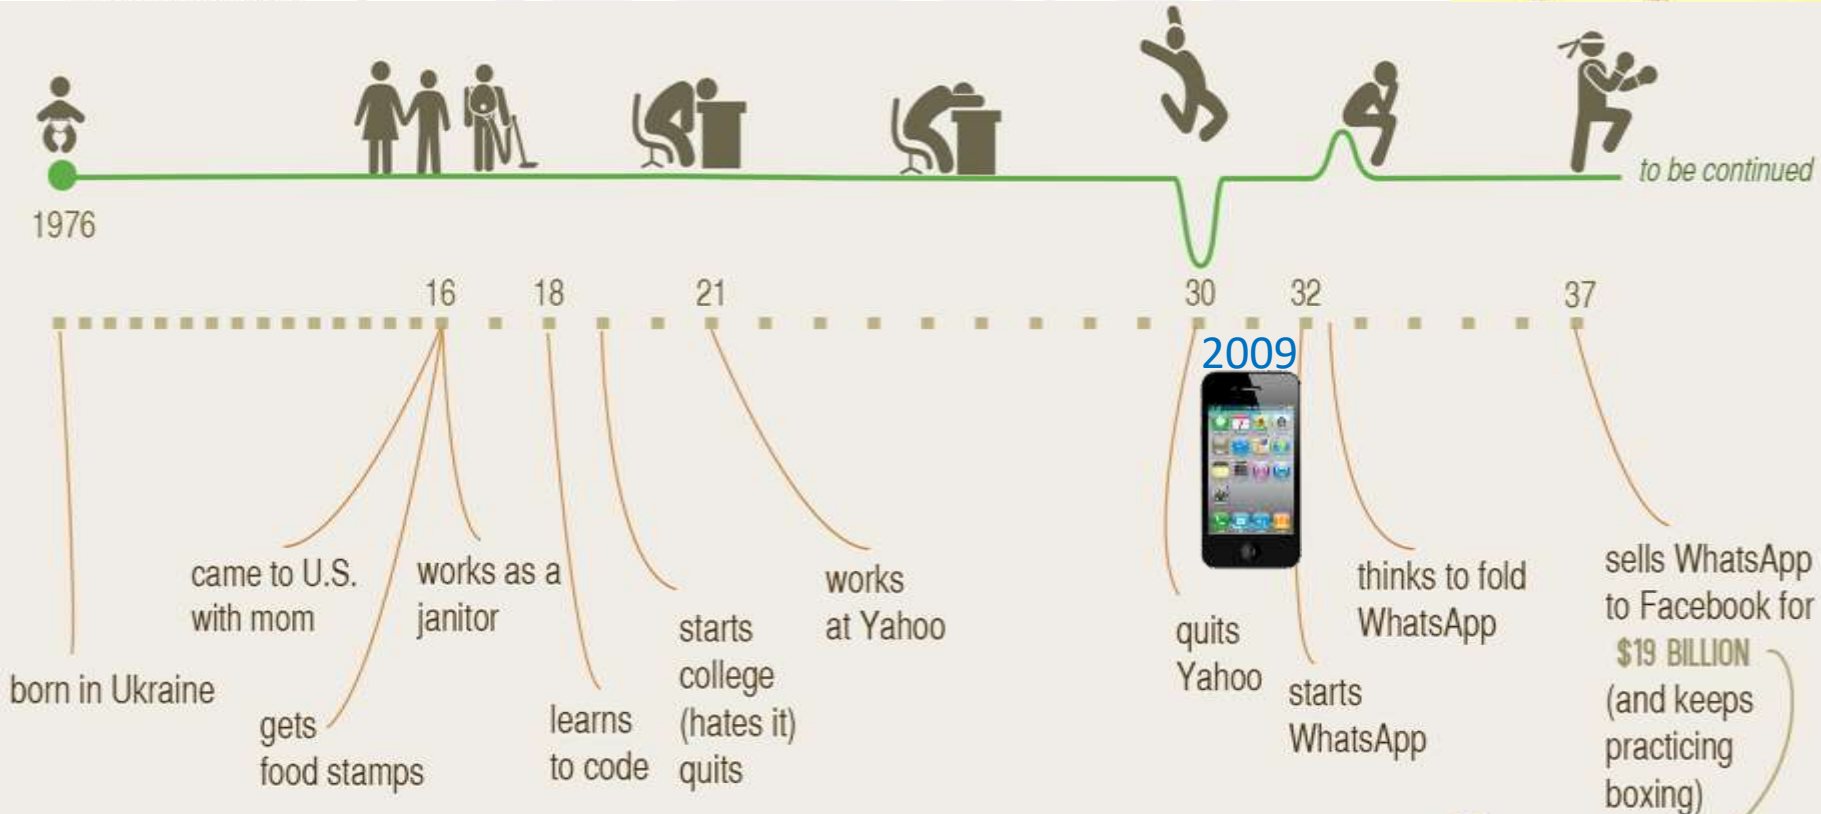 to be continued
1976
16
18
21
30
32
37
2009
born in Ukraine
came to U.S.
with mom
gets
food stamps
works as a
janitor
learns
to code
starts
college
(hates it)
quits
works
at Yahoo
quits
Yahoo
starts
WhatsApp
thinks to fold
WhatsApp
sells WhatsApp
to Facebook for
$19 BILLION
(and keeps
practicing
boxing)